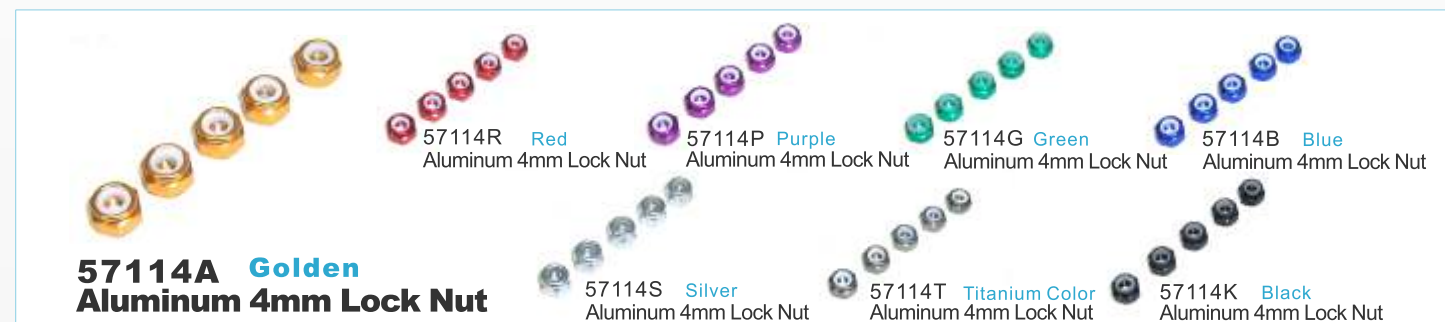 57114R Red
Aluminum 4mm Lock Nut
57114P Purple
Aluminum 4mm Lock Nut
57114G Green
Aluminum 4mm Lock Nut
57114B Blue
Aluminum 4mm Lock Nut
57114A Golden
Aluminum 4mm Lock Nut
57114S Silver
Aluminum 4mm Lock Nut
57114T Titanium Color
Aluminum 4mm Lock Nut
57114K Black
Aluminum 4mm Lock Nut